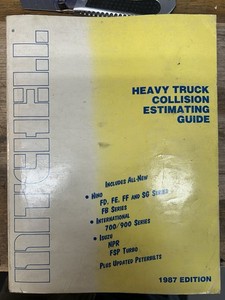 MITCHELL
HEAVY TRUCK
COLLISION
ESTIMATING
GUIDE
INCLUDES ALL-NEW
• HINO
FD, FE, FF AND SG SERIES
FB SERIES
• INTERNATIONAL
700/900 SERIES
• ISUZU
NPR
FSP TURBO
PLUS UPDATED PETERBILTS
1987 EDITION